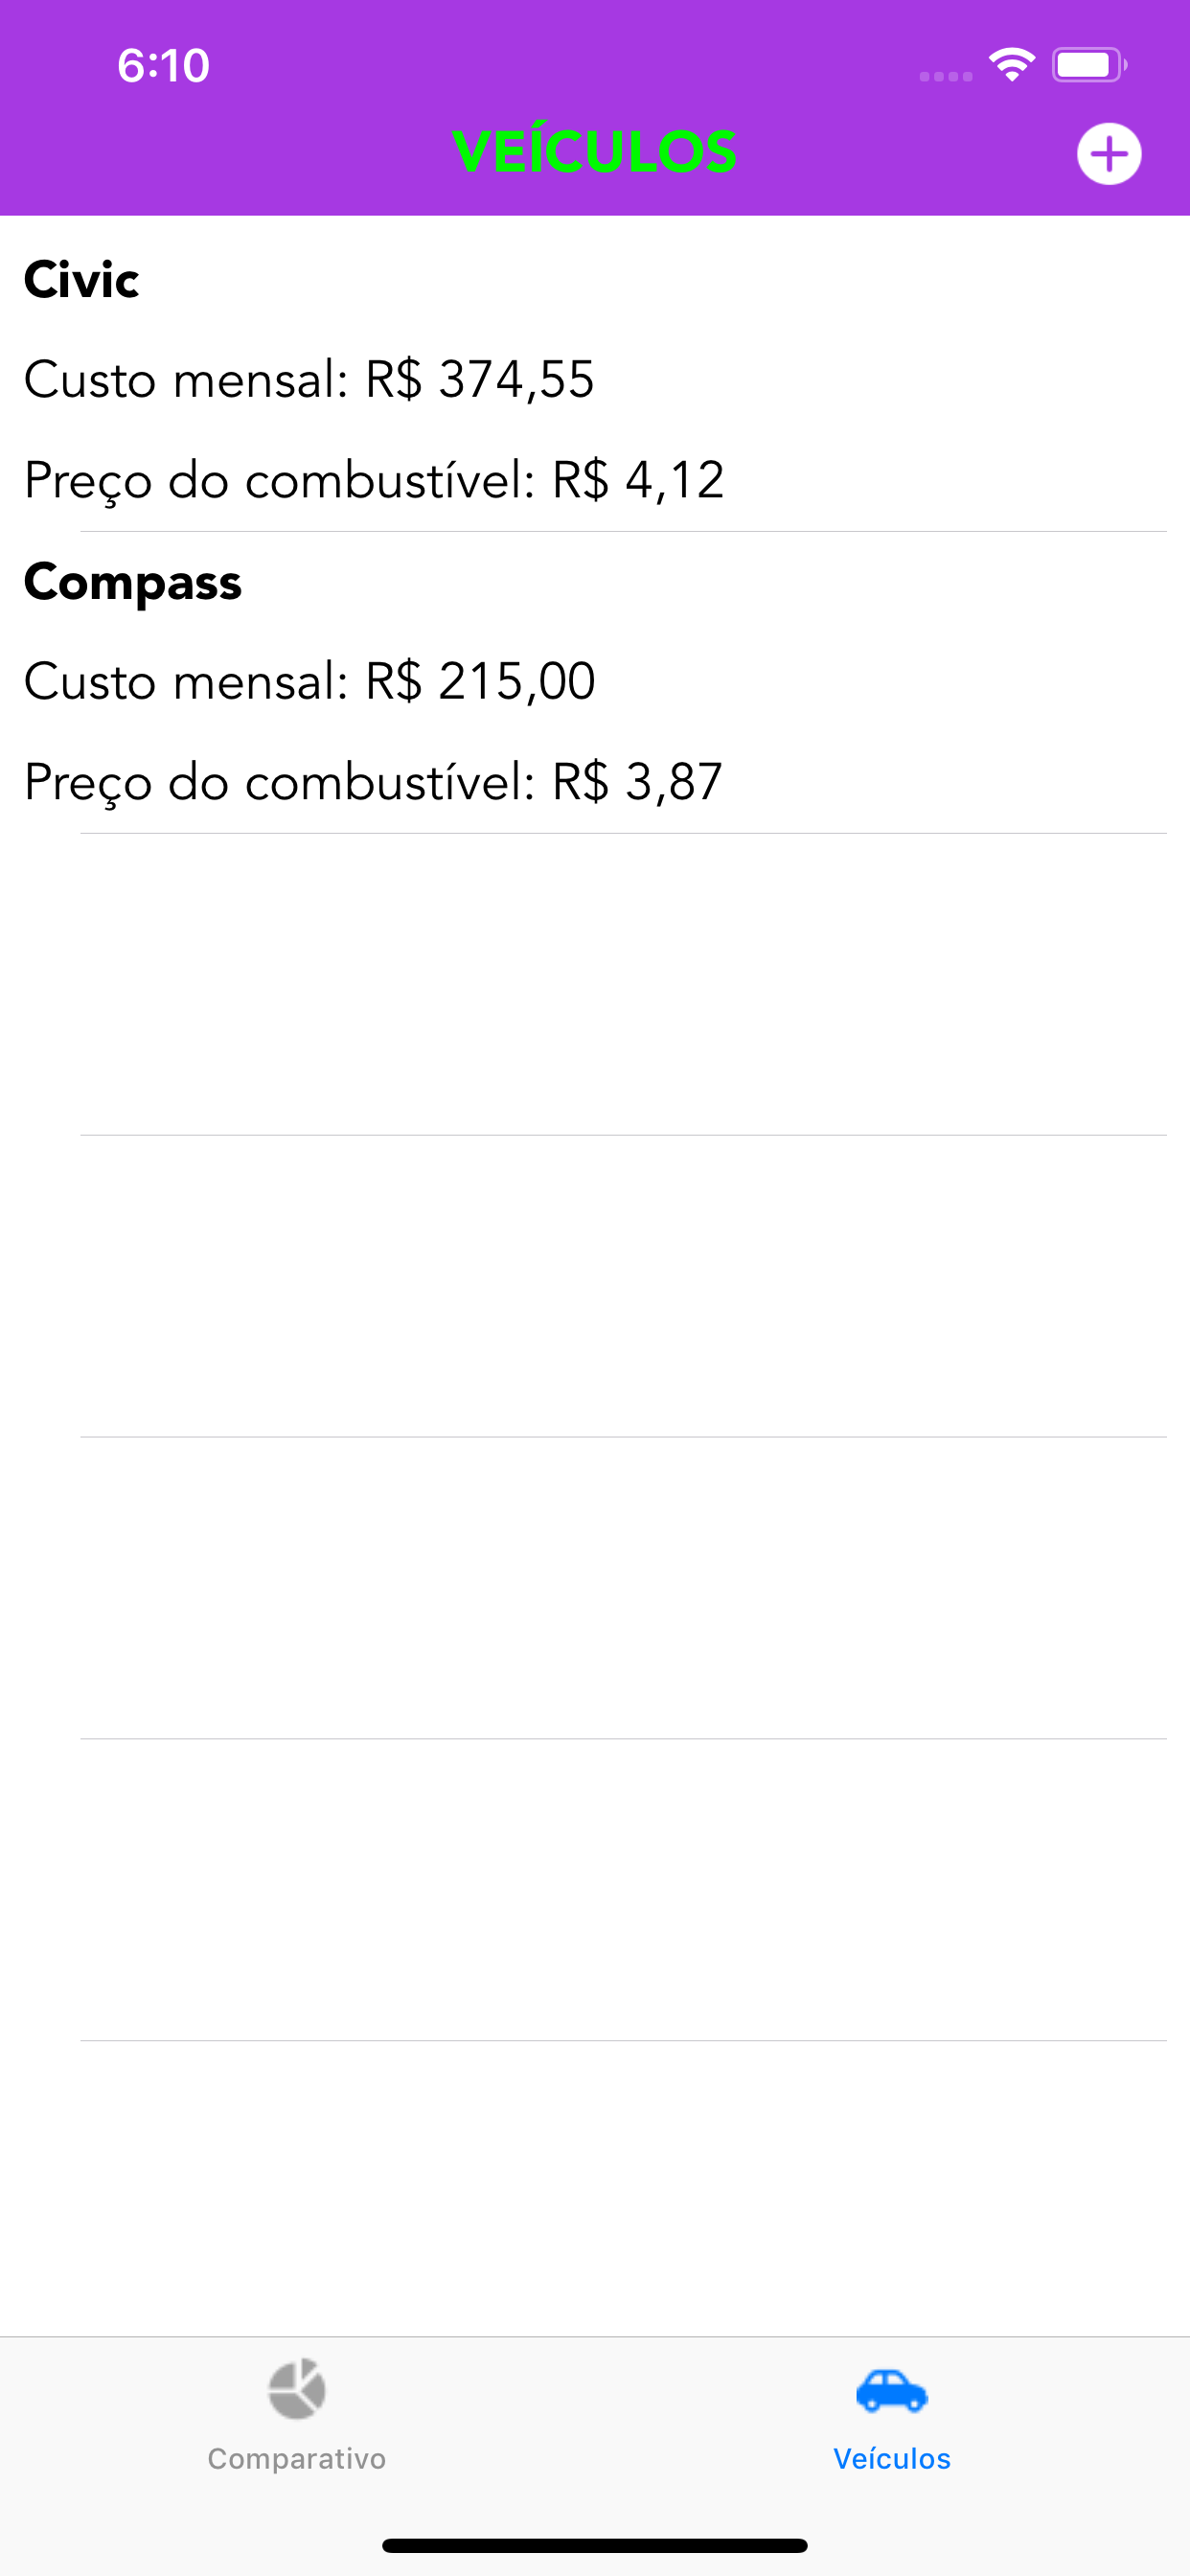 6:10
VEÍCULOS
Civic
Custo mensal: R$ 374,55
Preço do combustível: R$ 4,12
Compass
Custo mensal: R$ 215,00
Preço do combustível: R$ 3,87
Comparativo
Veículos